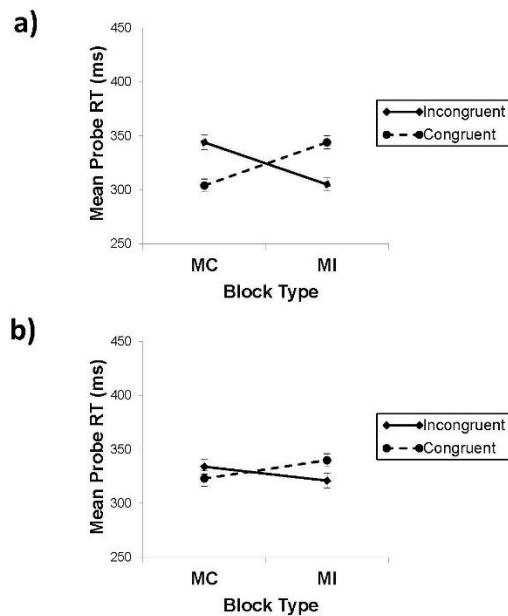 a)
450
400
350
300
250
Mean Probe RT (ms)
Incongruent
Congruent
MC MI
Block Type
b)
450
400
350
300
250
Mean Probe RT (ms)
Incongruent
Congruent
MC MI
Block Type